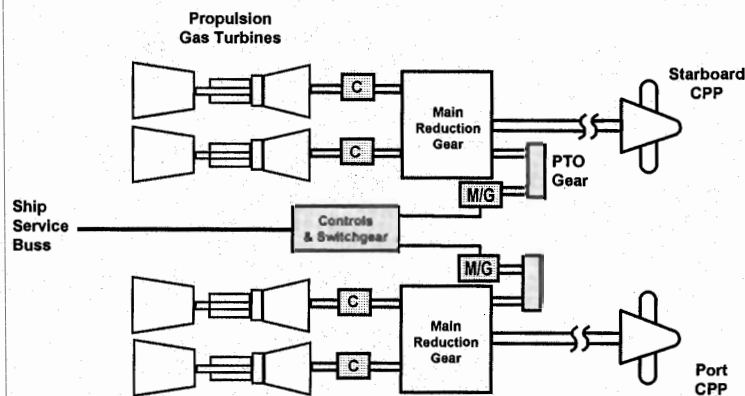 Propulsion
Gas Turbines
Starboard
CPP
C
Main
Reduction
Gear
C
PTO
Gear
M/G
Ship
Service
Buss
Controls
& Switchgear
M/G
C
Main
Reduction
Gear
C
Port
CPP